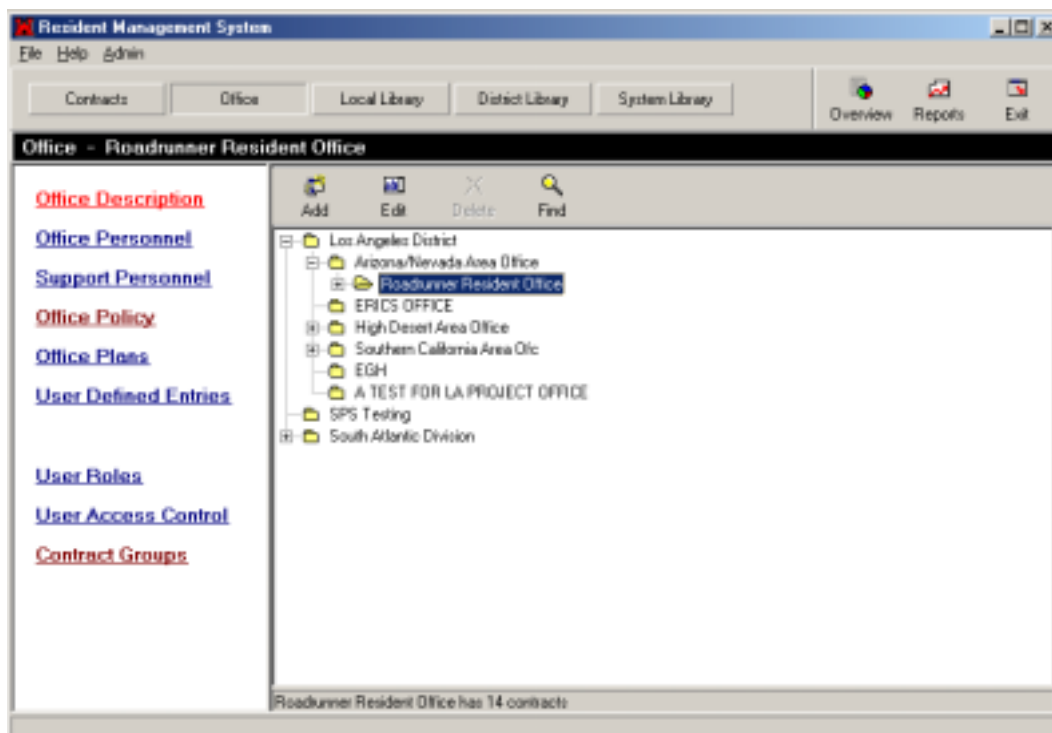 Resident Management System
File Help Admin
Contracts Office Local Library District Library System Library Overview Reports Exit
Office - Roadrunner Resident Office
Office Description
Office Personnel
Support Personnel
Office Policy
Office Plans
User Defined Entries
User Roles
User Access Control
Contract Groups
Add Edit Delete Find
Los Angeles District
Arizona/Nevada Area Office
Roadrunner Resident Office
ERICS OFFICE
High Desert Area Office
Southern California Area Ofc
EGH
A TEST FOR LA PROJECT OFFICE
SPS Testing
South Atlantic Division
Roadrunner Resident Office has 14 contracts